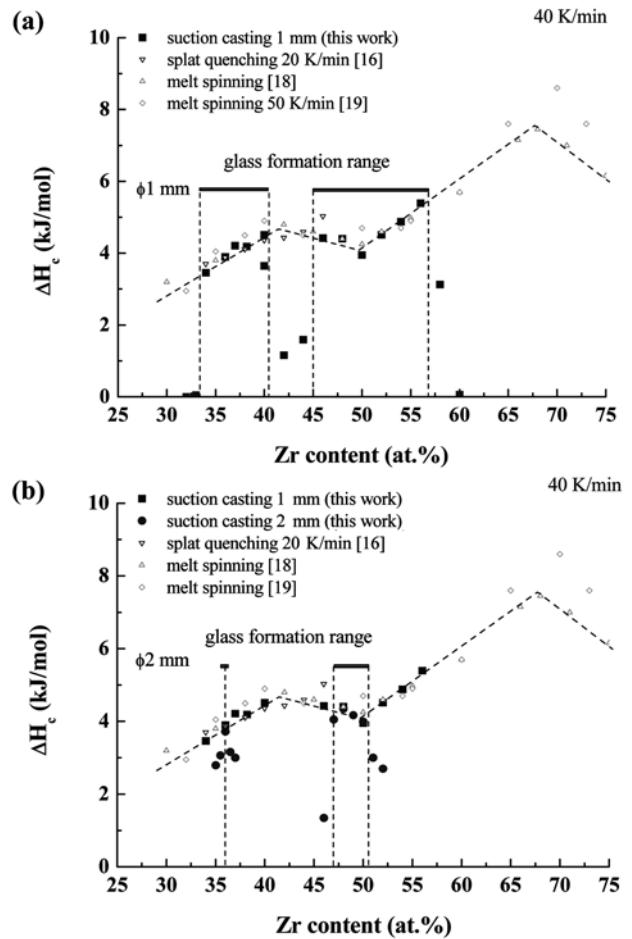 (a)
40 K/min
suction casting 1 mm (this work)
splat quenching 20 K/min [16]
melt spinning [18]
melt spinning 50 K/min [19]
glass formation range
ϕ1 mm
ΔH_c (kJ/mol)
10
8
6
4
2
0
25 30 35 40 45 50 55 60 65 70 75
Zr content (at.%)
(b)
40 K/min
suction casting 1 mm (this work)
suction casting 2 mm (this work)
splat quenching 20 K/min [16]
melt spinning [18]
melt spinning [19]
glass formation range
ϕ2 mm
ΔH_c (kJ/mol)
10
8
6
4
2
0
25 30 35 40 45 50 55 60 65 70 75
Zr content (at.%)